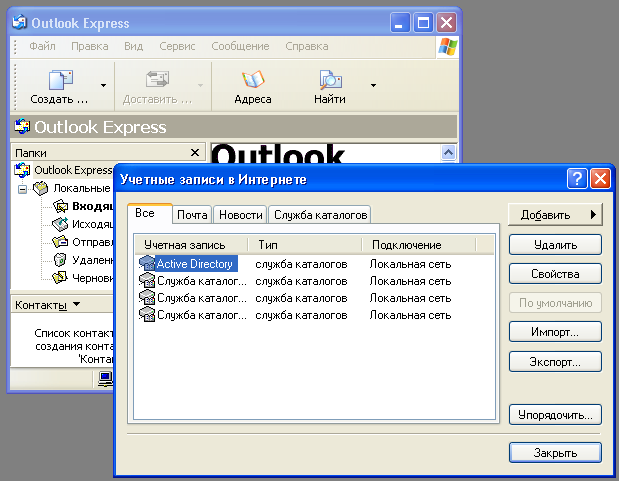 Outlook Express
Файл Правка Вид Сервис Сообщение Справка
Создать ... Доставить ... Адреса Найти
Outlook Express
Папки
Outlook
Outlook Express
Локальные
Входящ
Исходящ
Отправл
Удаленн
Чернови
Контакты
Список контакт
создания конта
'Конта
Учетные записи в Интернете
Все Почта Новости Служба каталогов
Учетная запись Тип Подключение
Active Directory служба каталогов Локальная сеть
Служба каталог... служба каталогов Локальная сеть
Служба каталог... служба каталогов Локальная сеть
Служба каталог... служба каталогов Локальная сеть
Добавить
Удалить
Свойства
По умолчанию
Импорт...
Экспорт...
Упорядочить...
Закрыть